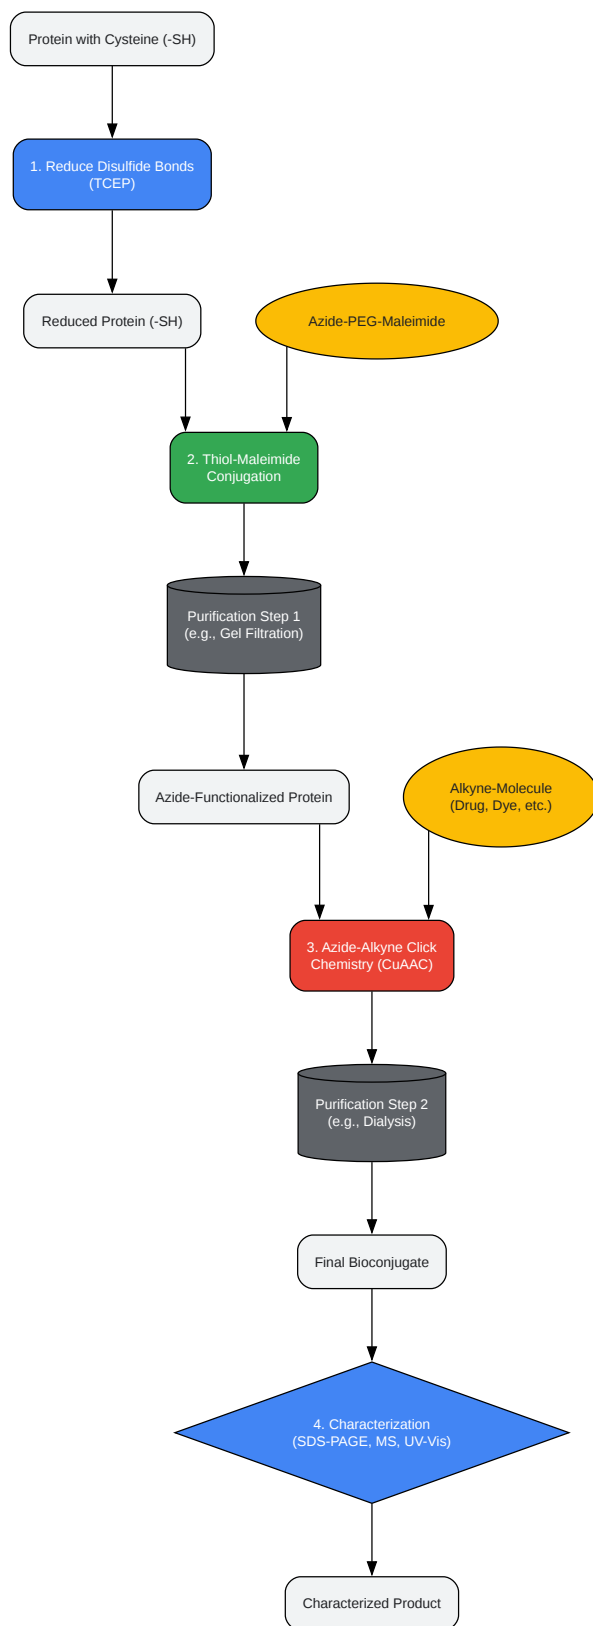 Protein with Cysteine (-SH)
1. Reduce Disulfide Bonds
(TCEP)
Reduced Protein (-SH)
Azide-PEG-Maleimide
2. Thiol-Maleimide
Conjugation
Purification Step 1
(e.g., Gel Filtration)
Azide-Functionalized Protein
Alkyne-Molecule
(Drug, Dye, etc.)
3. Azide-Alkyne Click
Chemistry (CuAAC)
Purification Step 2
(e.g., Dialysis)
Final Bioconjugate
4. Characterization
(SDS-PAGE, MS, UV-Vis)
Characterized Product